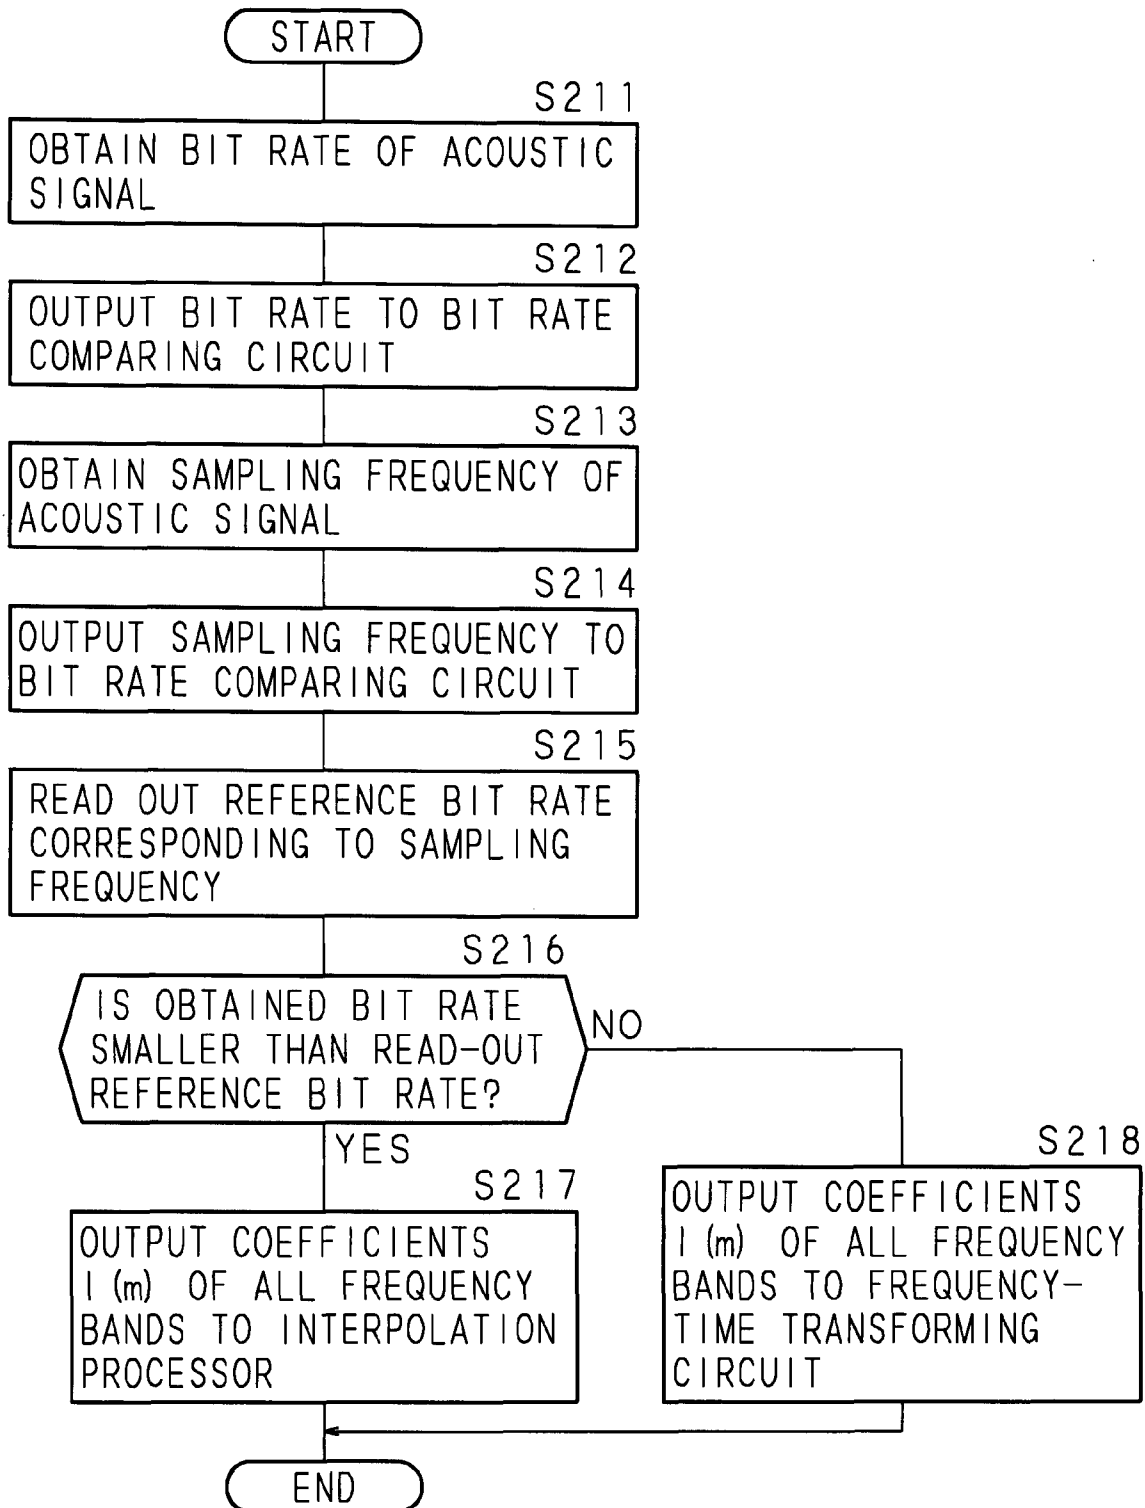 START
S211
OBTAIN BIT RATE OF ACOUSTIC
SIGNAL
S212
OUTPUT BIT RATE TO BIT RATE
COMPARING CIRCUIT
S213
OBTAIN SAMPLING FREQUENCY OF
ACOUSTIC SIGNAL
S214
OUTPUT SAMPLING FREQUENCY TO
BIT RATE COMPARING CIRCUIT
S215
READ OUT REFERENCE BIT RATE
CORRESPONDING TO SAMPLING
FREQUENCY
S216
IS OBTAINED BIT RATE
SMALLER THAN READ-OUT
REFERENCE BIT RATE?
NO
YES
S217
OUTPUT COEFFICIENTS
I(m) OF ALL FREQUENCY
BANDS TO INTERPOLATION
PROCESSOR
S218
OUTPUT COEFFICIENTS
I(m) OF ALL FREQUENCY
BANDS TO FREQUENCY-
TIME TRANSFORMING
CIRCUIT
END